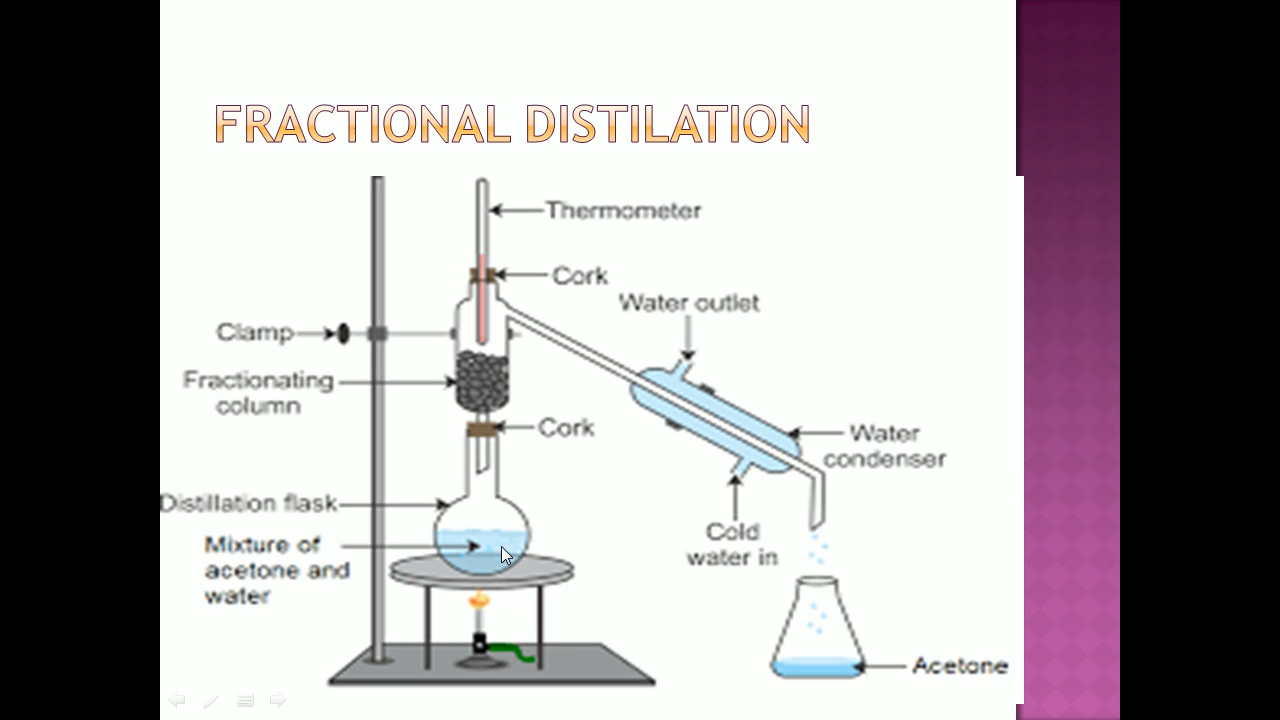 FRACTIONAL DISTILATION
Thermometer
Cork
Water outlet
Clamp
Fractionating
column
Cork
Water
condenser
Distillation flask
Cold
water in
Mixture of
acetone and
water
Acetone